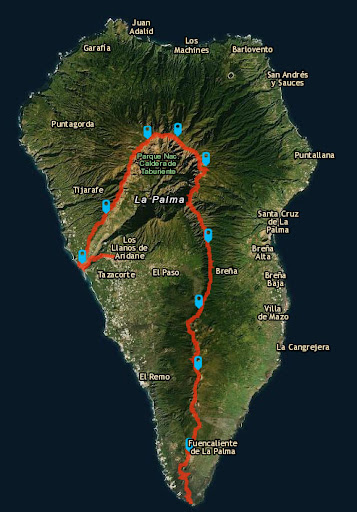 Juan
Adalid
Garafía
Los
Machines
Barlovento
San Andrés
y Sauces
Puntagorda
Parque Nac.
Caldera de
Taburiente
Puntallana
Tijarafe
La Palma
Santa Cruz
de La
Palma
Los
Llanos de
Aridane
Breña
Alta
Tazacorte
El Paso
Breña
Breña
Baja
Villa
de Mazo
La Cangrejera
El Remo
Fuencaliente
de La Palma